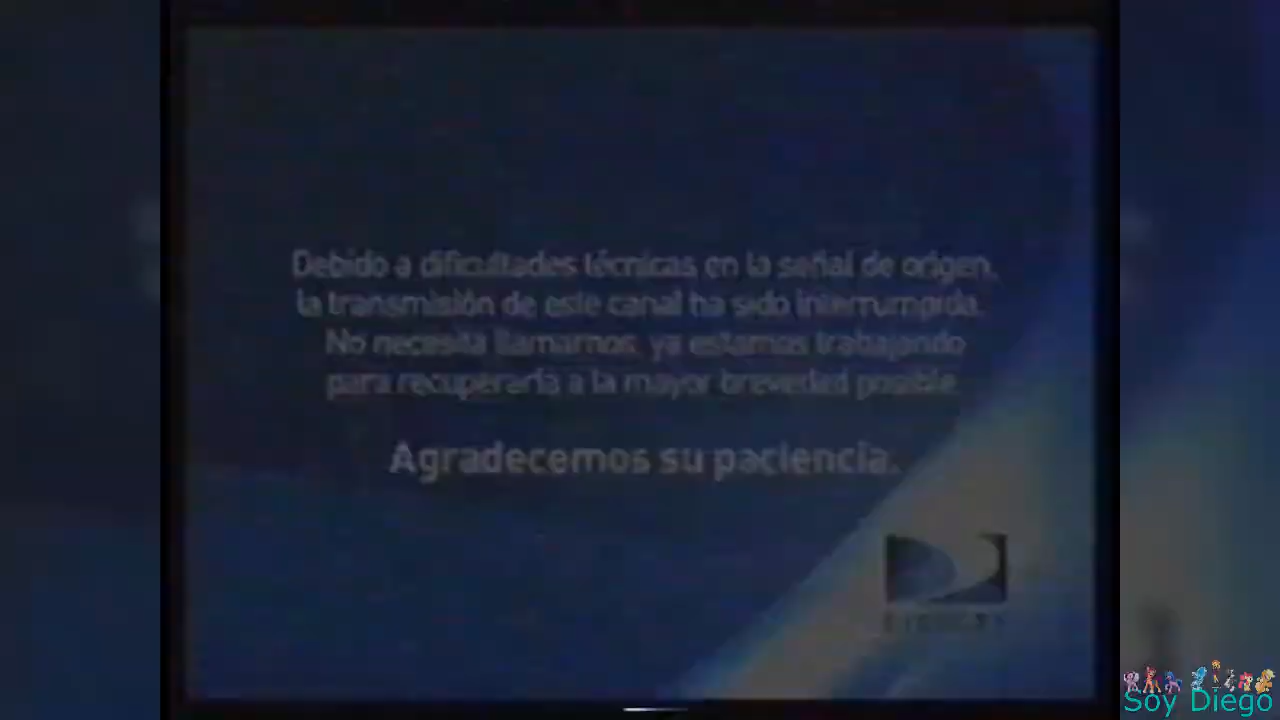 Debido a dificultades técnicas en la señal de origen,
la transmisión de este canal ha sido interrumpida.
No necesita llamarnos, ya estamos trabajando
para recuperarla a la mayor brevedad posible.
Agradecemos su paciencia.
DIRECTV
Soy Diego